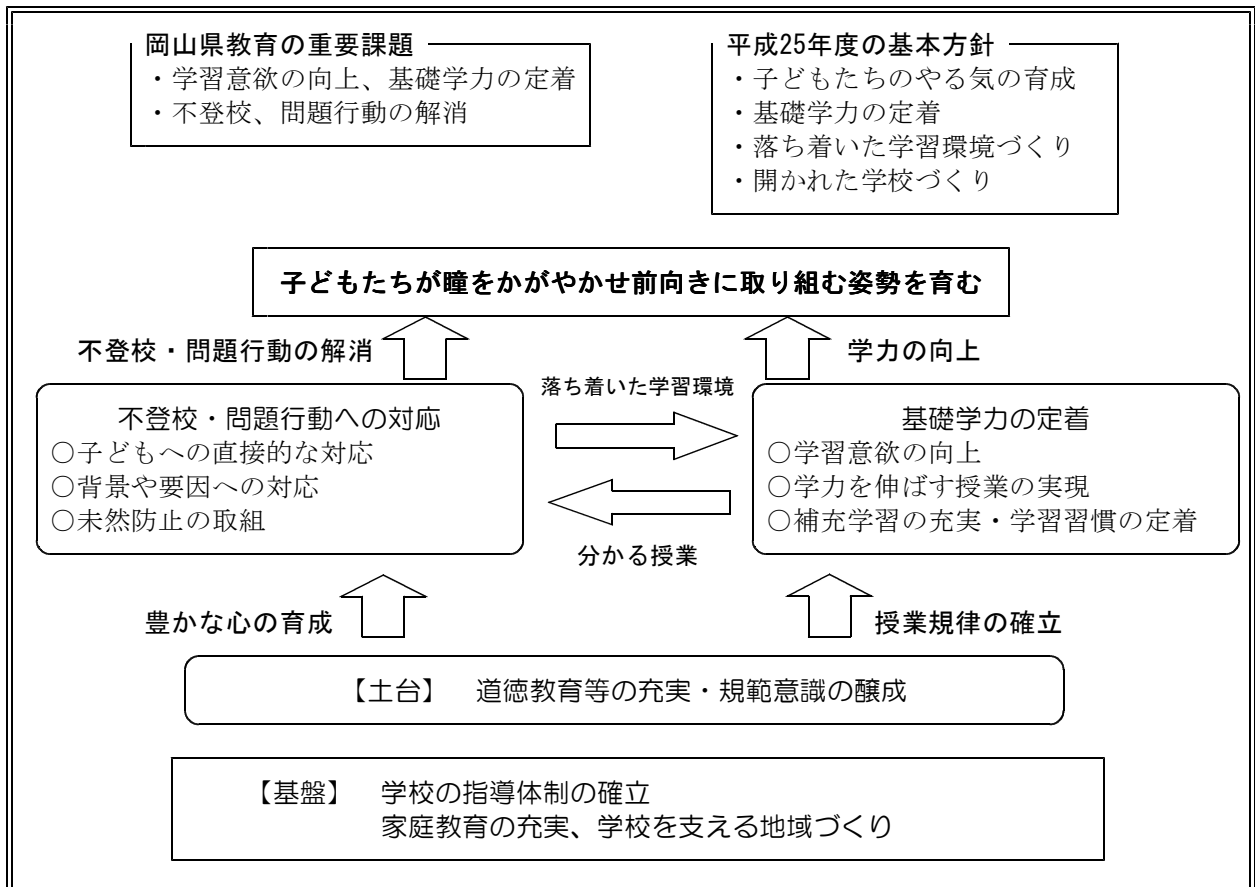 岡山県教育の重要課題
・学習意欲の向上、基礎学力の定着
・不登校、問題行動の解消
平成25年度の基本方針
・子どもたちのやる気の育成
・基礎学力の定着
・落ち着いた学習環境づくり
・開かれた学校づくり
子どもたちが瞳をかがやかせ前向きに取り組む姿勢を育む
不登校・問題行動の解消
学力の向上
不登校・問題行動への対応
○子どもへの直接的な対応
○背景や要因への対応
○未然防止の取組
落ち着いた学習環境
分かる授業
基礎学力の定着
○学習意欲の向上
○学力を伸ばす授業の実現
○補充学習の充実・学習習慣の定着
豊かな心の育成
授業規律の確立
【土台】 道徳教育等の充実・規範意識の醸成
【基盤】 学校の指導体制の確立
家庭教育の充実、学校を支える地域づくり